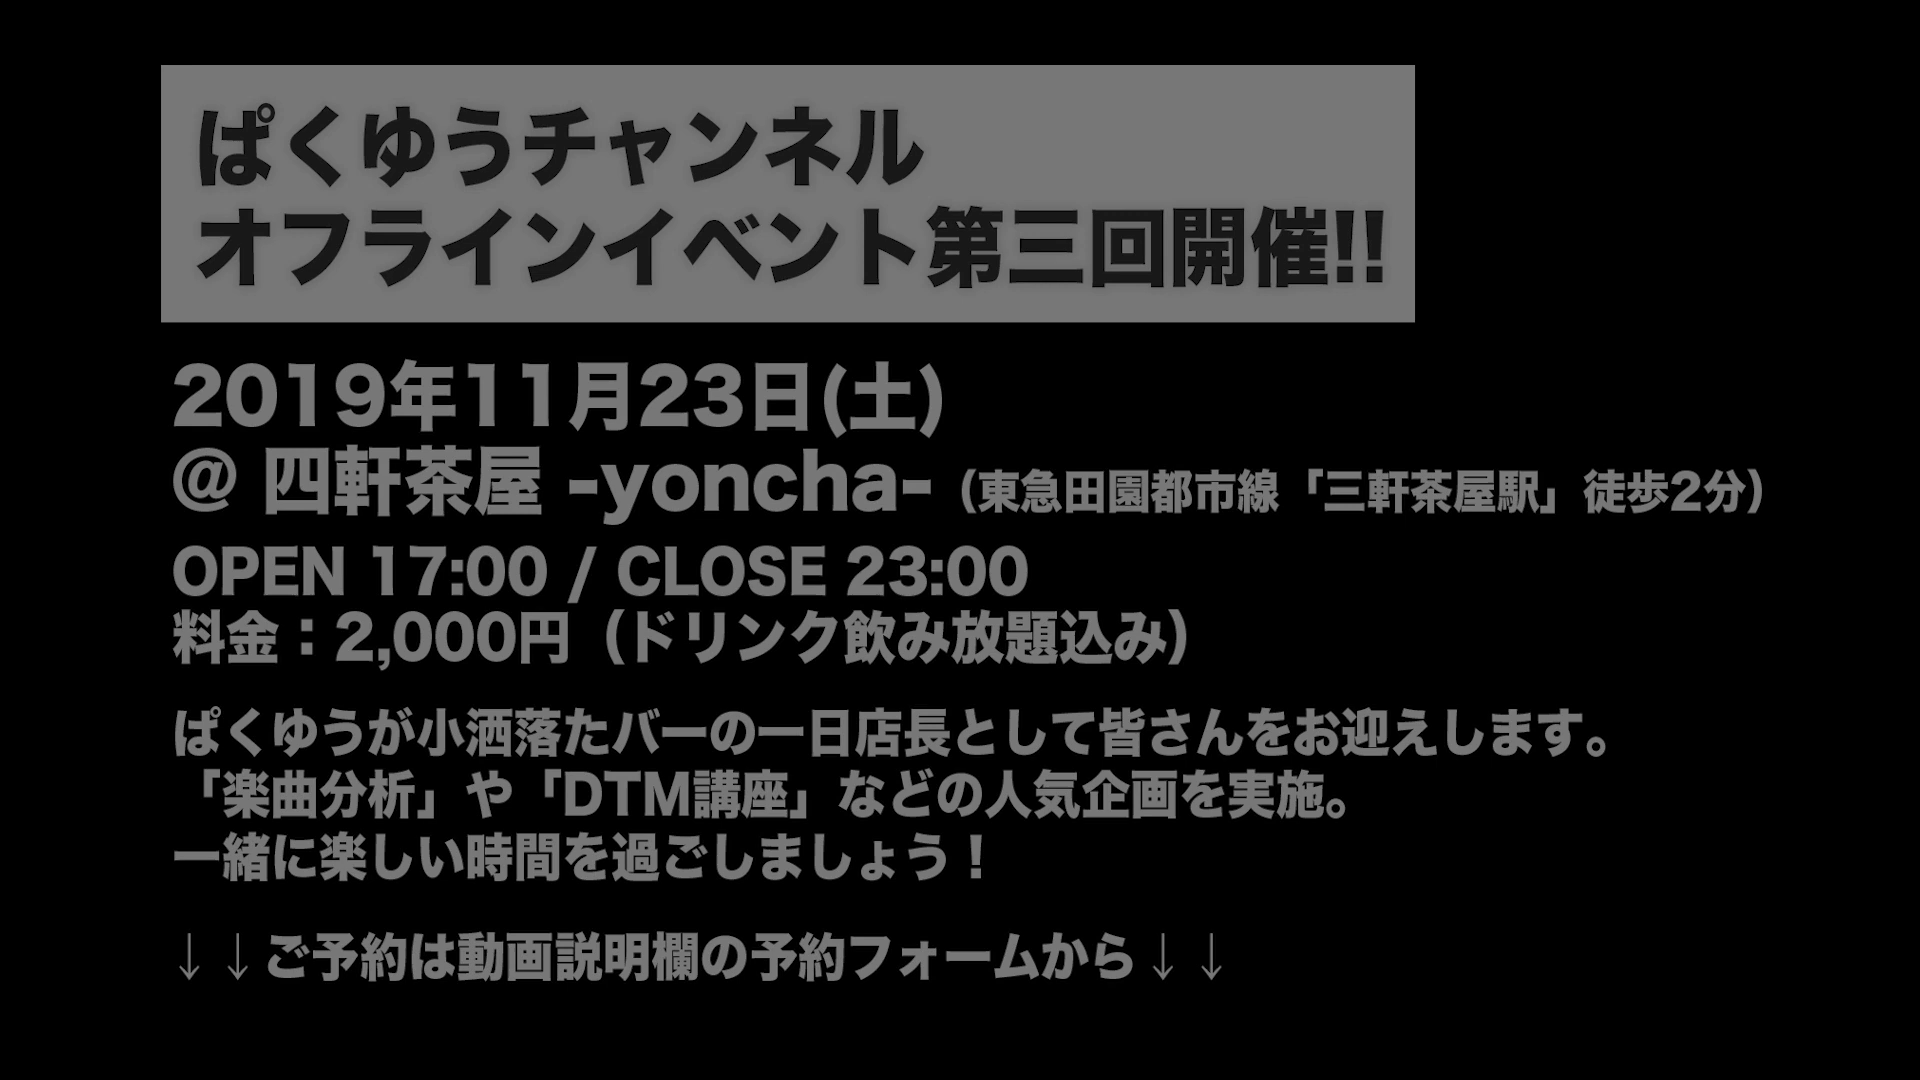 ぱくゆうチャンネル
オフラインイベント第三回開催!!
2019年11月23日(土)
@ 四軒茶屋 -yoncha-（東急田園都市線「三軒茶屋駅」徒歩2分）
OPEN 17:00 / CLOSE 23:00
料金：2,000円（ドリンク飲み放題込み）
ぱくゆうが小洒落たバーの一日店長として皆さんをお迎えします。
「楽曲分析」や「DTM講座」などの人気企画を実施。
一緒に楽しい時間を過ごしましょう！
↓↓ご予約は動画説明欄の予約フォームから↓↓